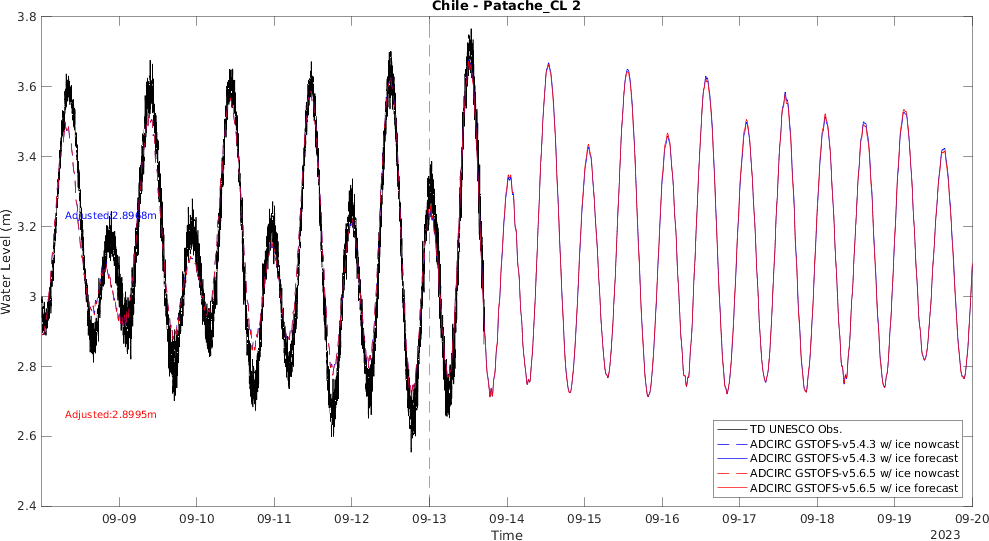 Chile - Patache_CL 2
Water Level (m)
3.8
3.6
3.4
3.2
3
2.8
2.6
2.4
Adjusted:2.8968m
Adjusted:2.8995m
TD UNESCO Obs.
ADCIRC GSTOFS-v5.4.3 w/ ice nowcast
ADCIRC GSTOFS-v5.4.3 w/ ice forecast
ADCIRC GSTOFS-v5.6.5 w/ ice nowcast
ADCIRC GSTOFS-v5.6.5 w/ ice forecast
09-09 09-10 09-11 09-12 09-13 09-14 09-15 09-16 09-17 09-18 09-19 09-20
Time
2023